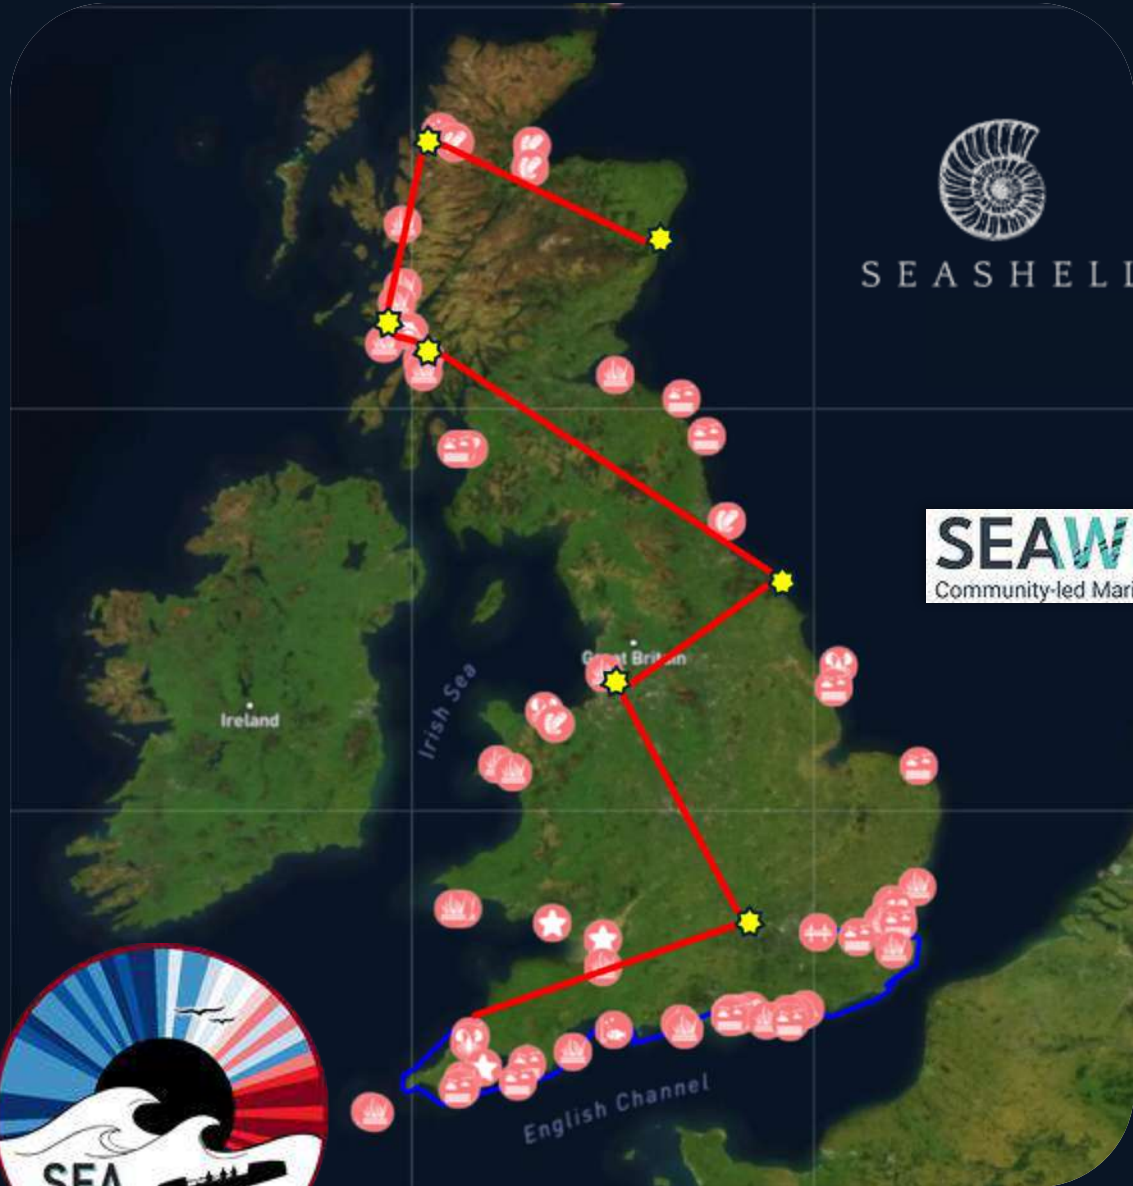 SEASHELL
SEAW
Community-led Mari
Great Britain
Irish Sea
Ireland
English Channel
SEA